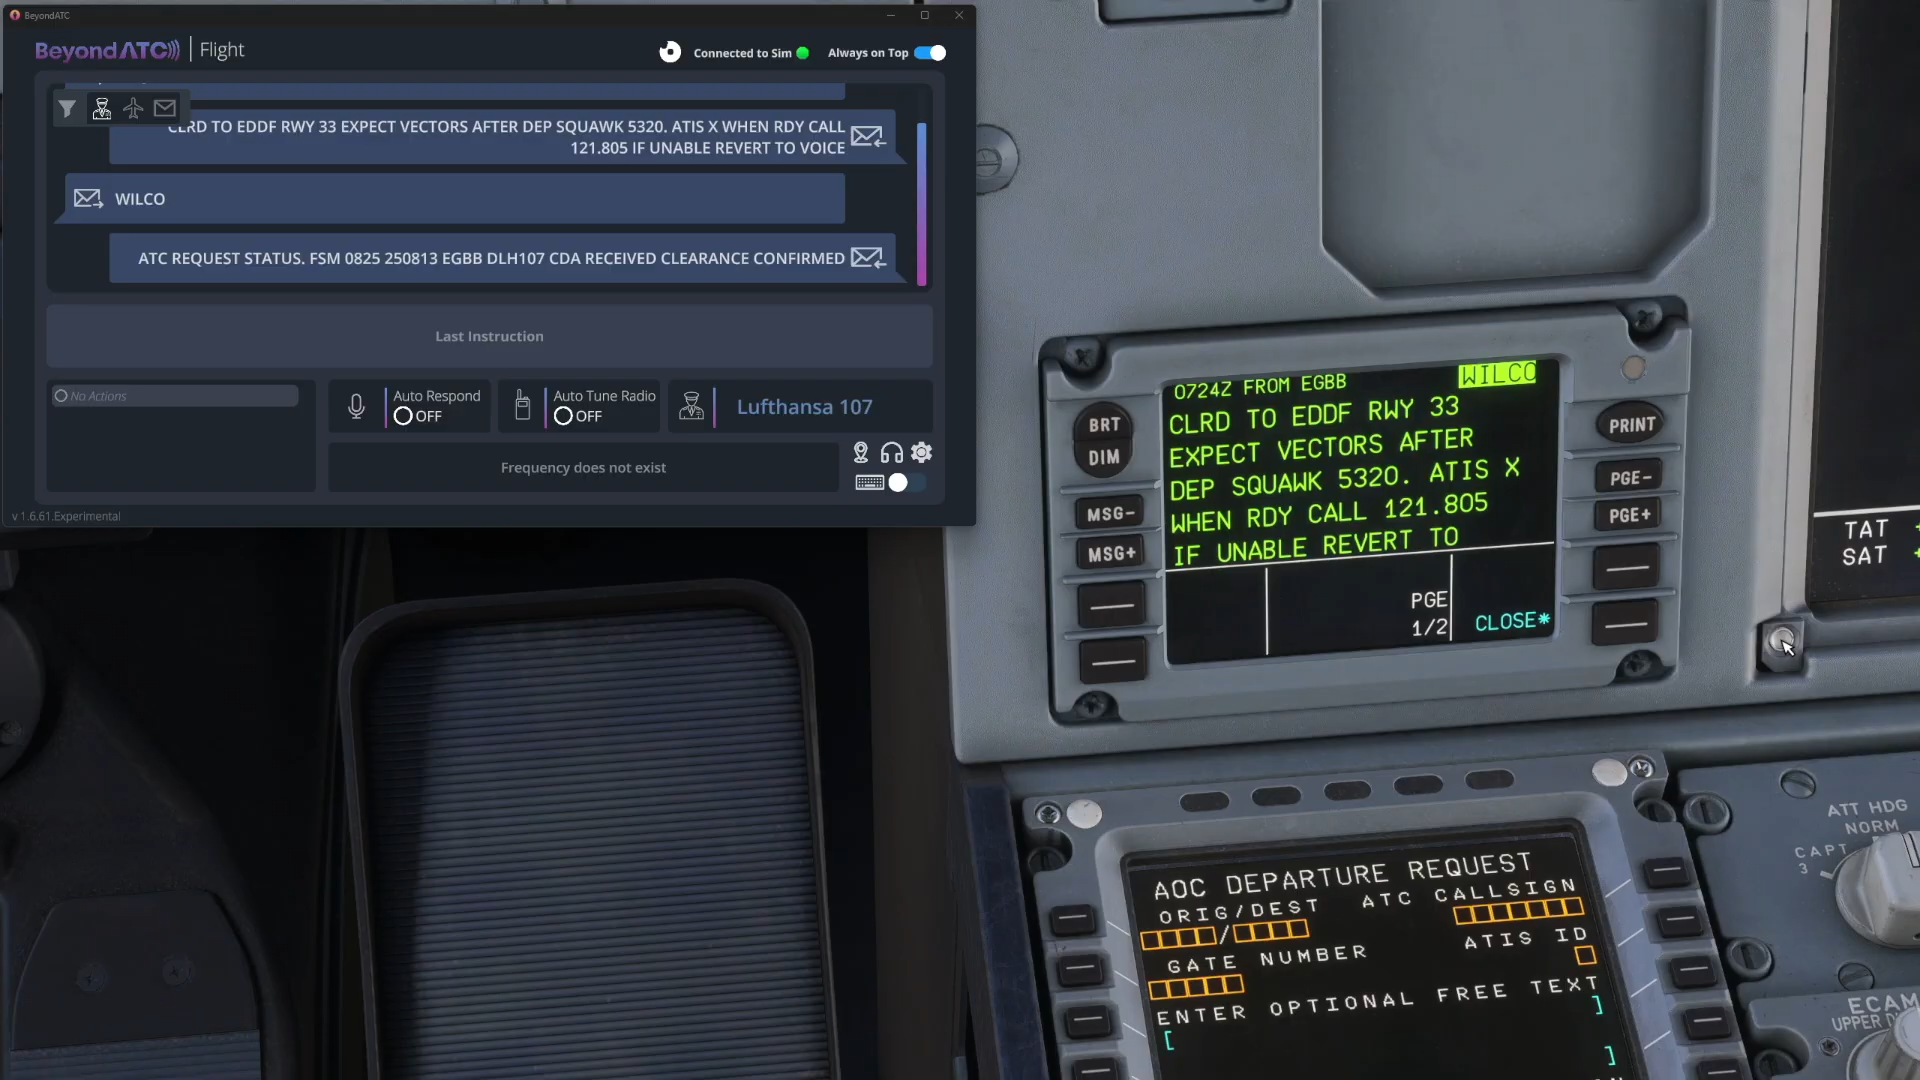 BeyondATC
BeyondATC | Flight
Connected to Sim
Always on Top
CLRD TO EDDF RWY 33 EXPECT VECTORS AFTER DEP SQUAWK 5320. ATIS X WHEN RDY CALL
121.805 IF UNABLE REVERT TO VOICE
WILCO
ATC REQUEST STATUS. FSM 0825 250813 EGBB DLH107 CDA RECEIVED CLEARANCE CONFIRMED
Last Instruction
No Actions
Auto Respond
OFF
Auto Tune Radio
OFF
Lufthansa 107
Frequency does not exist
v 1.6.61.Experimental
0724Z FROM EGBB
WILCO
CLRD TO EDDF RWY 33
EXPECT VECTORS AFTER
DEP SQUAWK 5320. ATIS X
WHEN RDY CALL 121.805
IF UNABLE REVERT TO
PGE
1/2
CLOSE*
BRT
DIM
MSG-
MSG+
PRINT
PGE-
PGE+
TAT
SAT
AOC DEPARTURE REQUEST
ORIG/DEST
ATC CALLSIGN
/
GATE NUMBER
ATIS ID
ENTER OPTIONAL FREE TEXT
[ ]
]
ATT HDG
NORM
CAPT
3
ECAM
UPPER